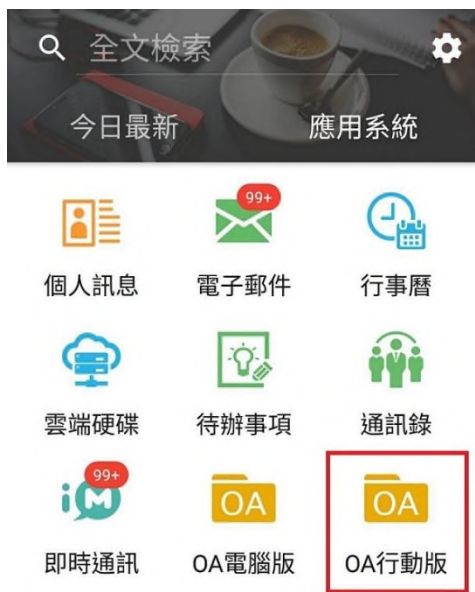 全文檢索
今日最新 應用系統
99+
個人訊息 電子郵件 行事曆
雲端硬碟 待辦事項 通訊錄
99+
iM OA OA
即時通訊 OA電腦版 OA行動版